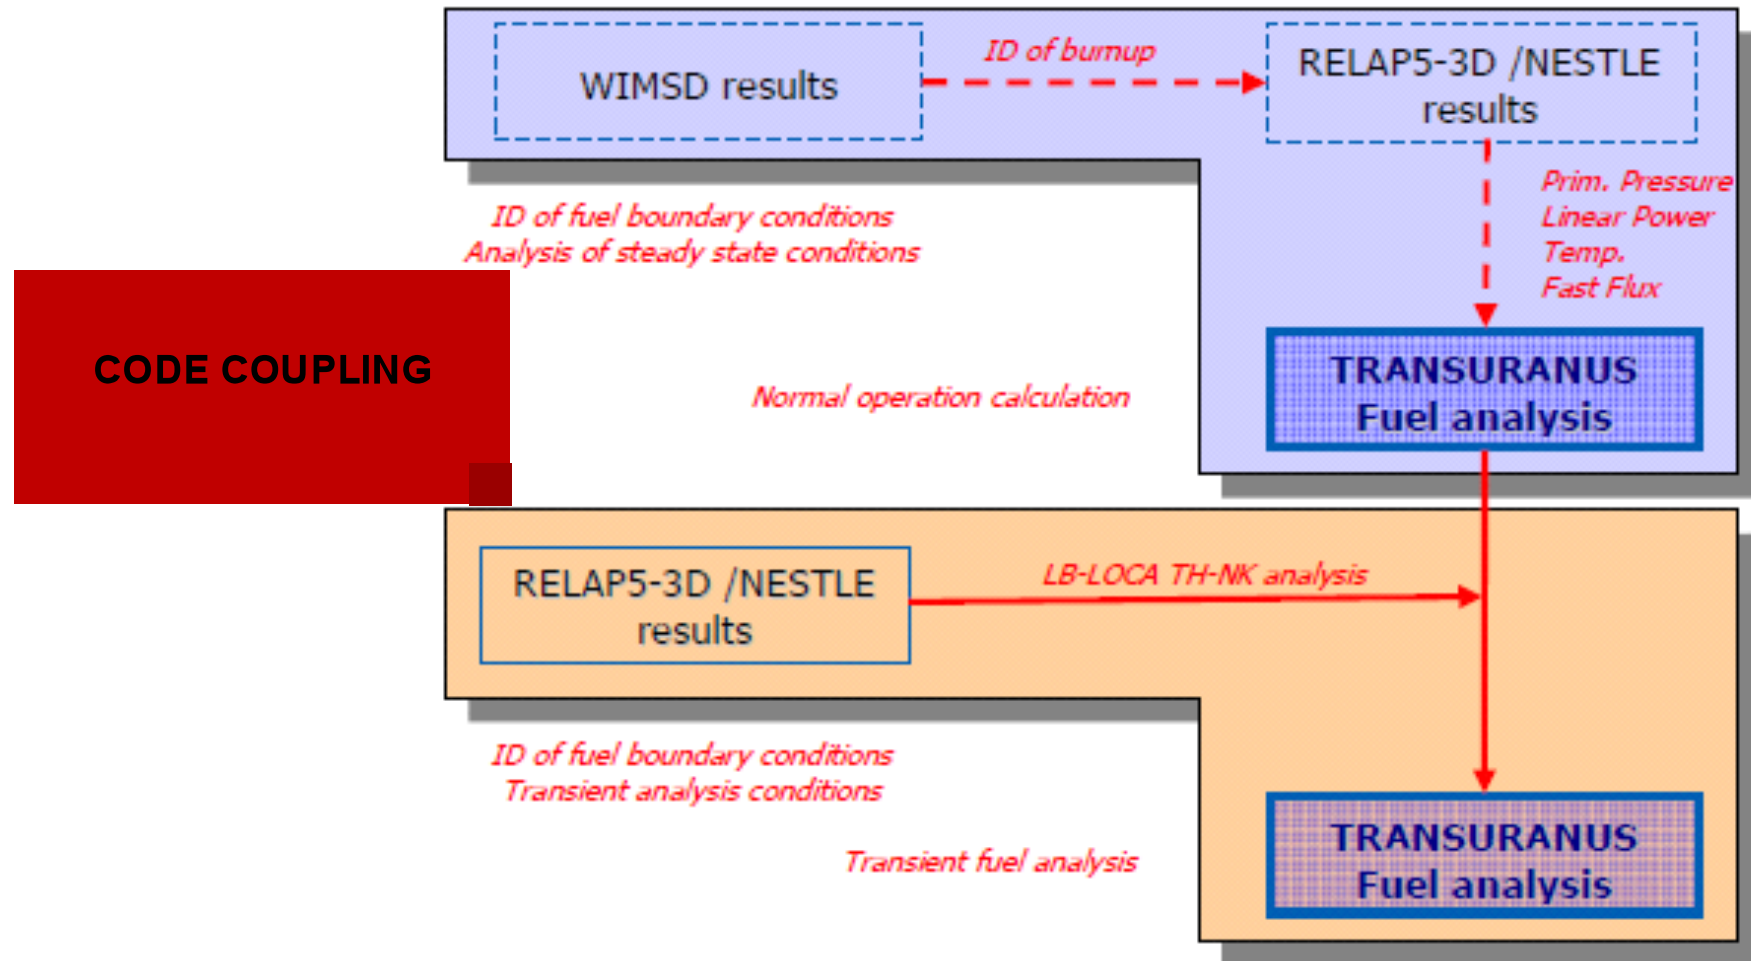 ID of burnup
WIMSD results
RELAP5-3D /NESTLE
results
Prim. Pressure
Linear Power
Temp.
Fast Flux
ID of fuel boundary conditions
Analysis of steady state conditions
CODE COUPLING
Normal operation calculation
TRANSURANUS
Fuel analysis
RELAP5-3D /NESTLE
results
LB-LOCA TH-NK analysis
ID of fuel boundary conditions
Transient analysis conditions
Transient fuel analysis
TRANSURANUS
Fuel analysis